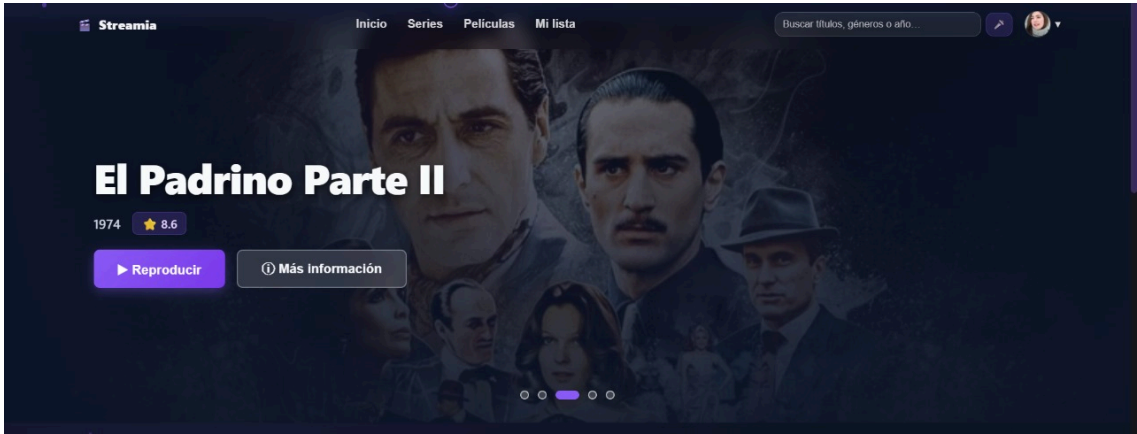 Streamia
Inicio Series Películas Mi lista
Buscar títulos, géneros o año...
El Padrino Parte II
1974 8.6
Reproducir
Más información